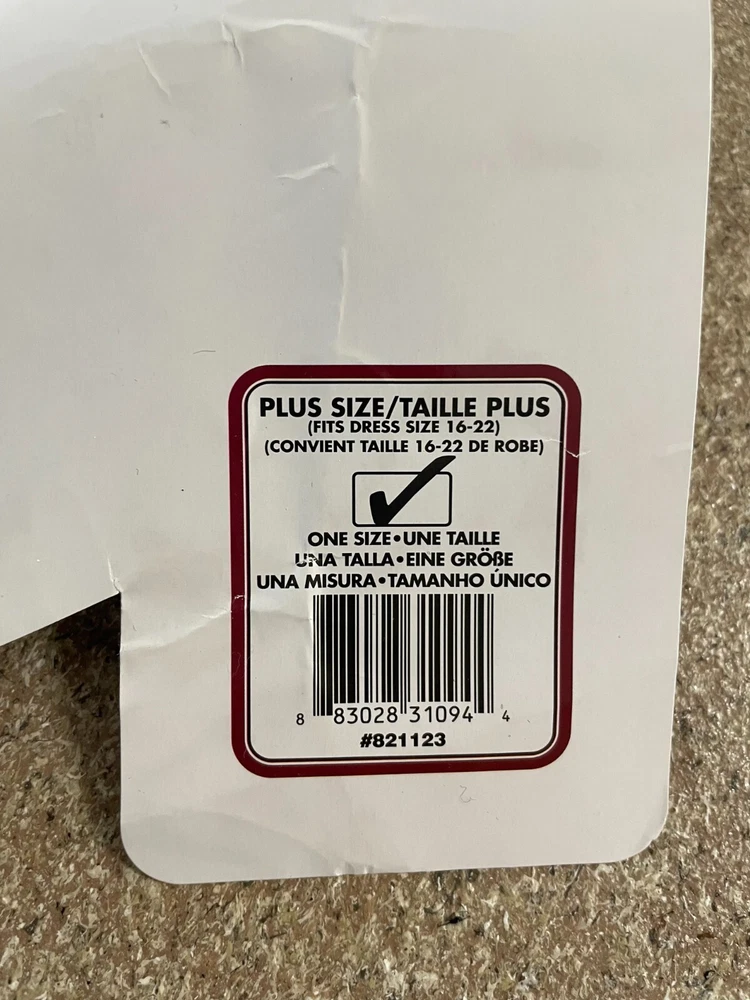 PLUS SIZE/TAILLE PLUS
(FITS DRESS SIZE 16-22)
(CONVIENT TAILLE 16-22 DE ROBE)
ONE SIZE•UNE TAILLE
UNA TALLA•EINE GRÖßE
UNA MISURA•TAMANHO ÚNICO
8 83028 31094 4
#821123